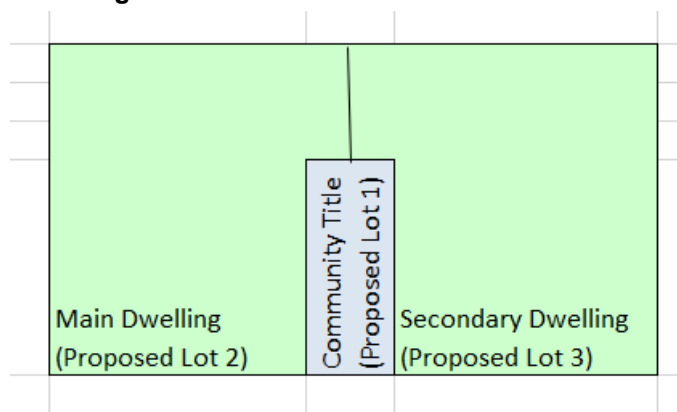 Main Dwelling
(Proposed Lot 2)
Community Title
(Proposed Lot 1)
Secondary Dwelling
(Proposed Lot 3)